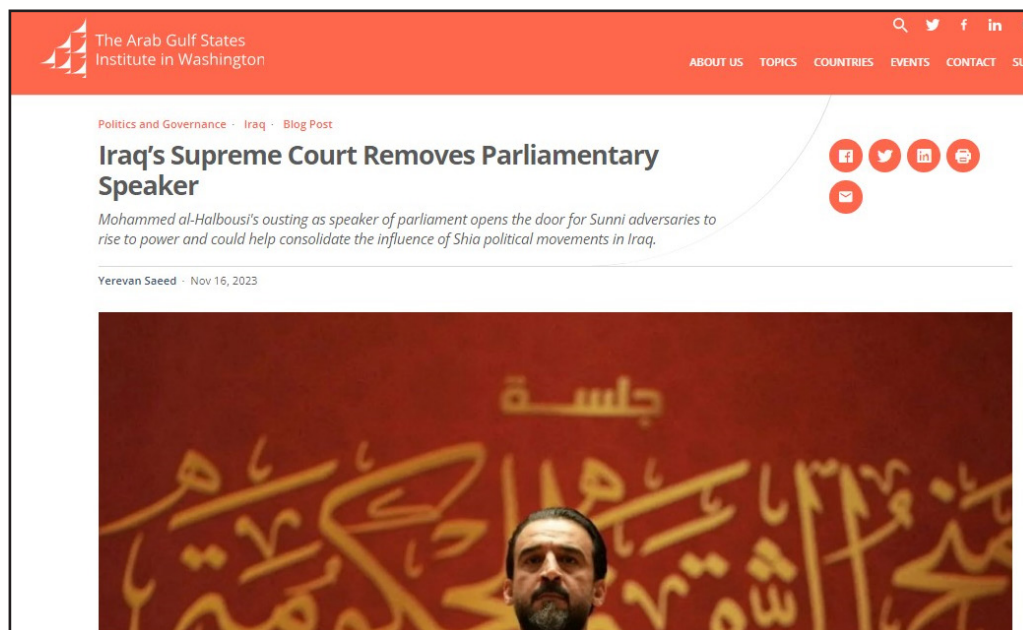 The Arab Gulf States
Institute in Washington
ABOUT US TOPICS COUNTRIES EVENTS CONTACT
Politics and Governance · Iraq · Blog Post
Iraq's Supreme Court Removes Parliamentary
Speaker
Mohammed al-Halbousi's ousting as speaker of parliament opens the door for Sunni adversaries to
rise to power and could help consolidate the influence of Shia political movements in Iraq.
Yerevan Saeed · Nov 16, 2023
جلسة
منح الثقة للحكومة